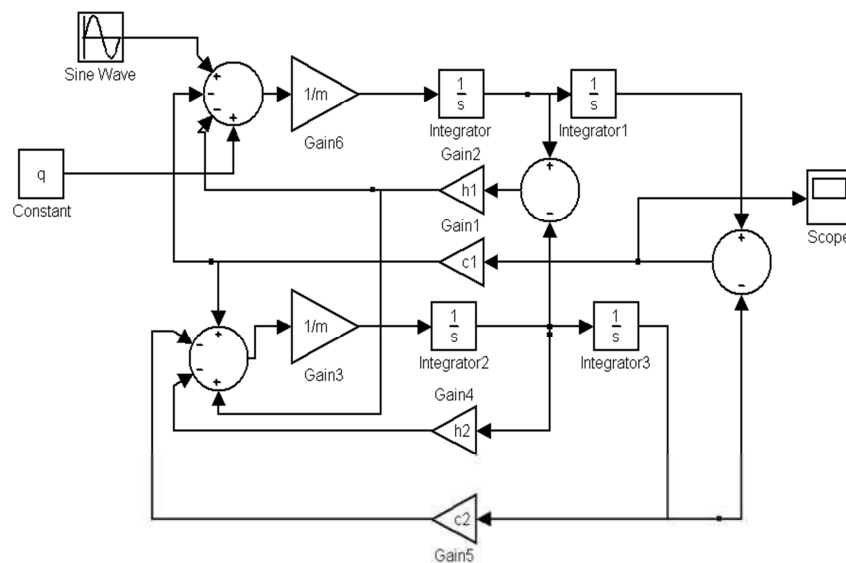 Sine Wave
+
-
-
+
1/m
Gain6
1
s
Integrator
1
s
Integrator1
q
Constant
Gain2
h1
+
-
Gain1
c1
Scope
+
-
+
-
-
+
1/m
Gain3
1
s
Integrator2
1
s
Integrator3
Gain4
h2
c2
Gain5